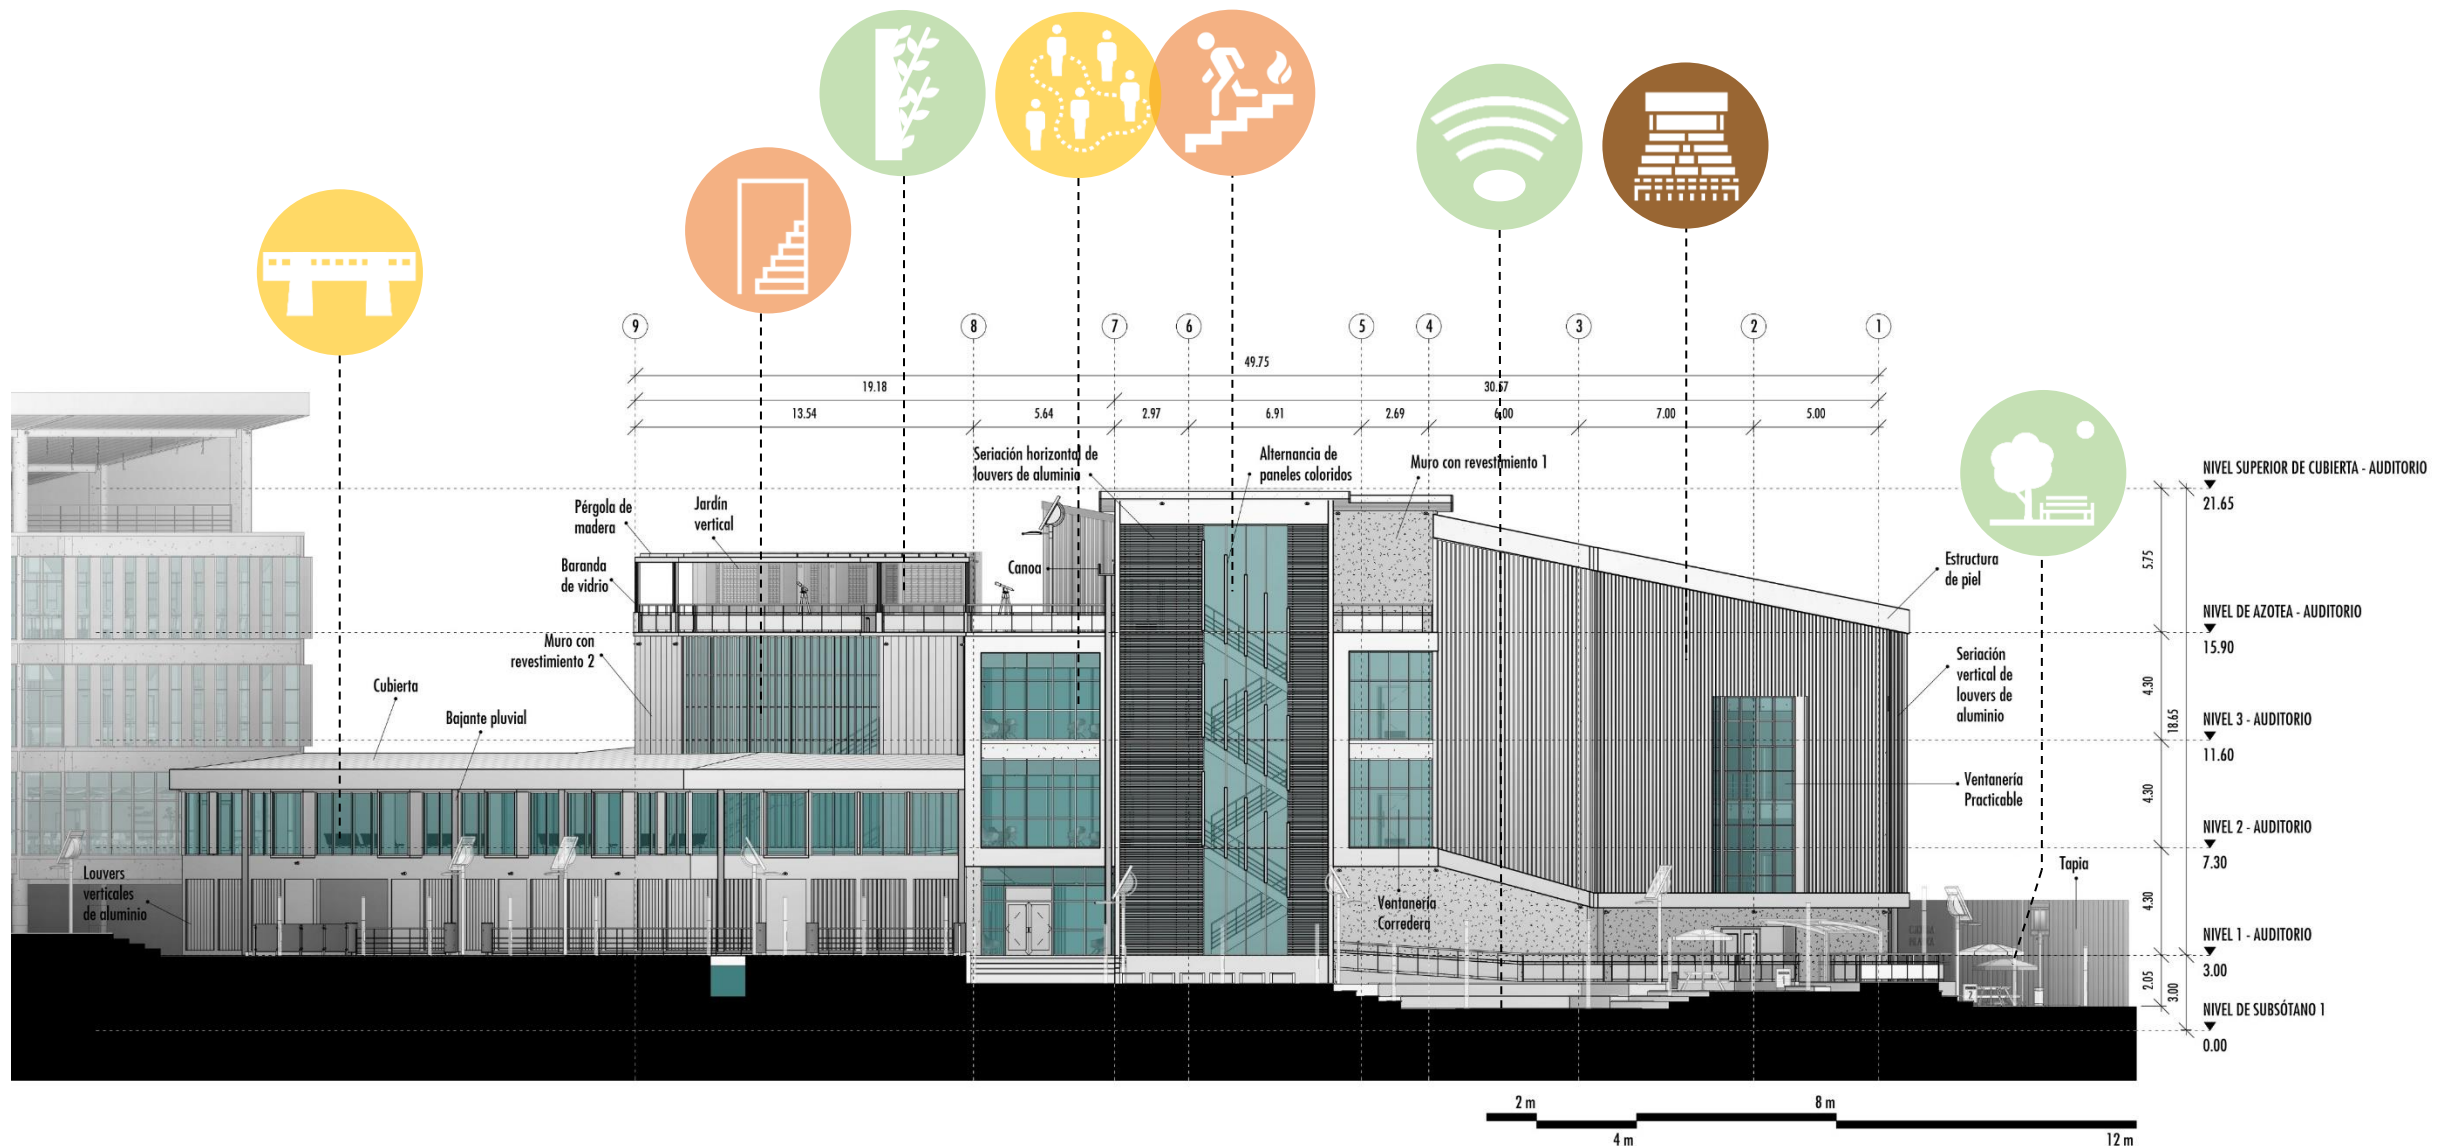 9
8
7
6
5
4
3
2
1
49.75
19.18
30.57
13.54
5.64
2.97
6.91
2.69
6.00
7.00
5.00
Seriación horizontal de
louvers de aluminio
Alternancia de
paneles coloridos
Muro con revestimiento 1
Pérgola de
madera
Jardín
vertical
Baranda
de vidrio
Canoa
Estructura
de piel
Muro con
revestimiento 2
Cubierta
Bajante pluvial
Seriación
vertical de
louvers de
aluminio
Ventanería
Practicable
Louvers
verticales
de aluminio
Ventanería
Corredera
Tapia
NIVEL SUPERIOR DE CUBIERTA - AUDITORIO
21.65
5.75
NIVEL DE AZOTEA - AUDITORIO
15.90
4.30
18.65
NIVEL 3 - AUDITORIO
11.60
4.30
NIVEL 2 - AUDITORIO
7.30
4.30
NIVEL 1 - AUDITORIO
3.00
2.05
3.00
NIVEL DE SUBSÓTANO 1
0.00
2 m
8 m
4 m
12 m